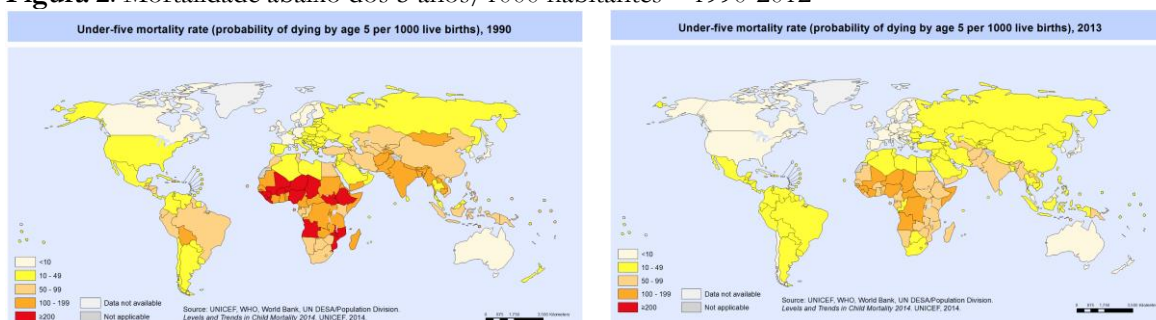 Figura 2. Mortalidade abaixo dos 5 anos/1000 habitantes – 1990-2012
Under-five mortality rate (probability of dying by age 5 per 1000 live births), 1990
<10
10 - 49
50 - 99
100 - 199
≥200
Data not available
Not applicable
Source: UNICEF, WHO, World Bank, UN DESA/Population Division.
Levels and Trends in Child Mortality 2014. UNICEF, 2014.
Under-five mortality rate (probability of dying by age 5 per 1000 live births), 2013
<10
10 - 49
50 - 99
100 - 199
≥200
Data not available
Not applicable
Source: UNICEF, WHO, World Bank, UN DESA/Population Division.
Levels and Trends in Child Mortality 2014. UNICEF, 2014.